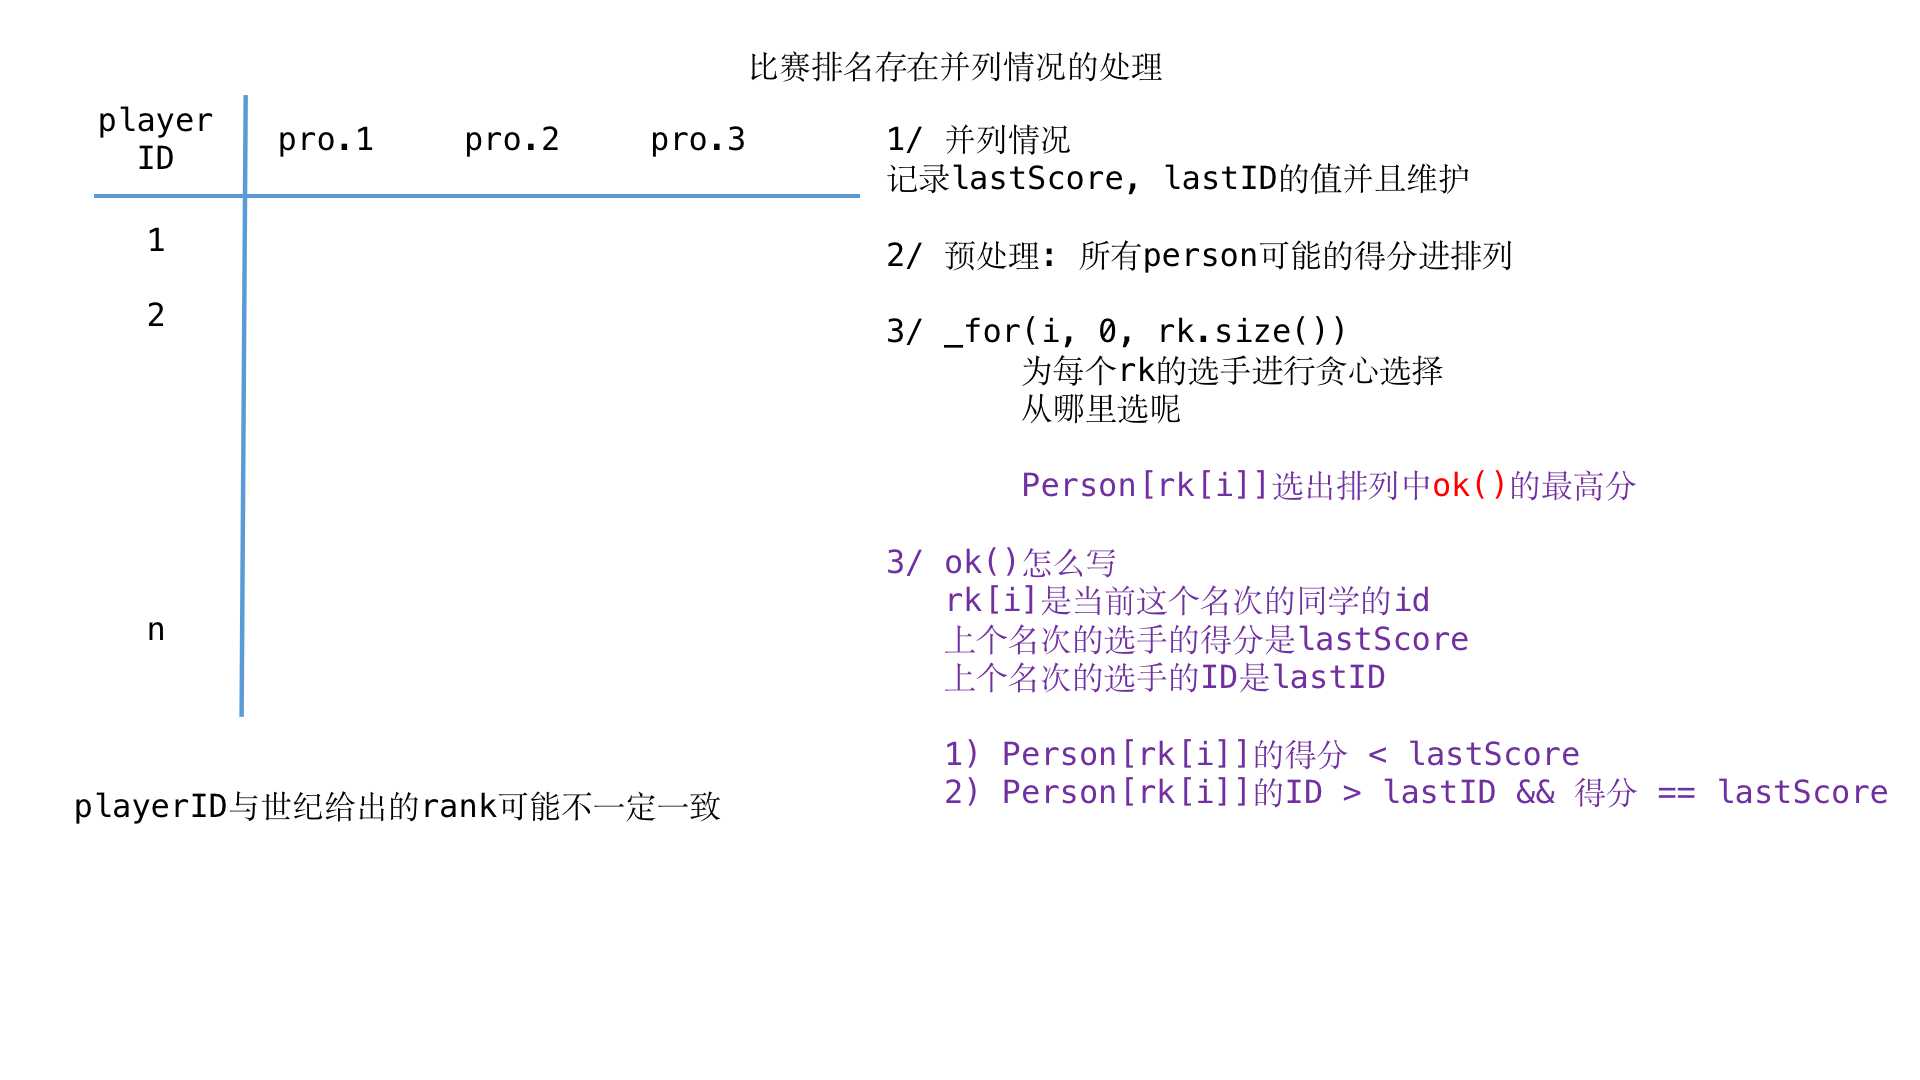 比赛排名存在并列情况的处理
player
ID
pro.1
pro.2
pro.3
1
2
n
playerID与世纪给出的rank可能不一定一致
1/ 并列情况
记录lastScore, lastID的值并且维护
2/ 预处理: 所有person可能的得分进排列
3/ _for(i, 0, rk.size())
为每个rk的选手进行贪心选择
从哪里选呢
Person[rk[i]]选出排列中ok()的最高分
3/ ok()怎么写
rk[i]是当前这个名次的同学的id
上个名次的选手的得分是lastScore
上个名次的选手的ID是lastID
1) Person[rk[i]]的得分 < lastScore
2) Person[rk[i]]的ID > lastID && 得分 == lastScore